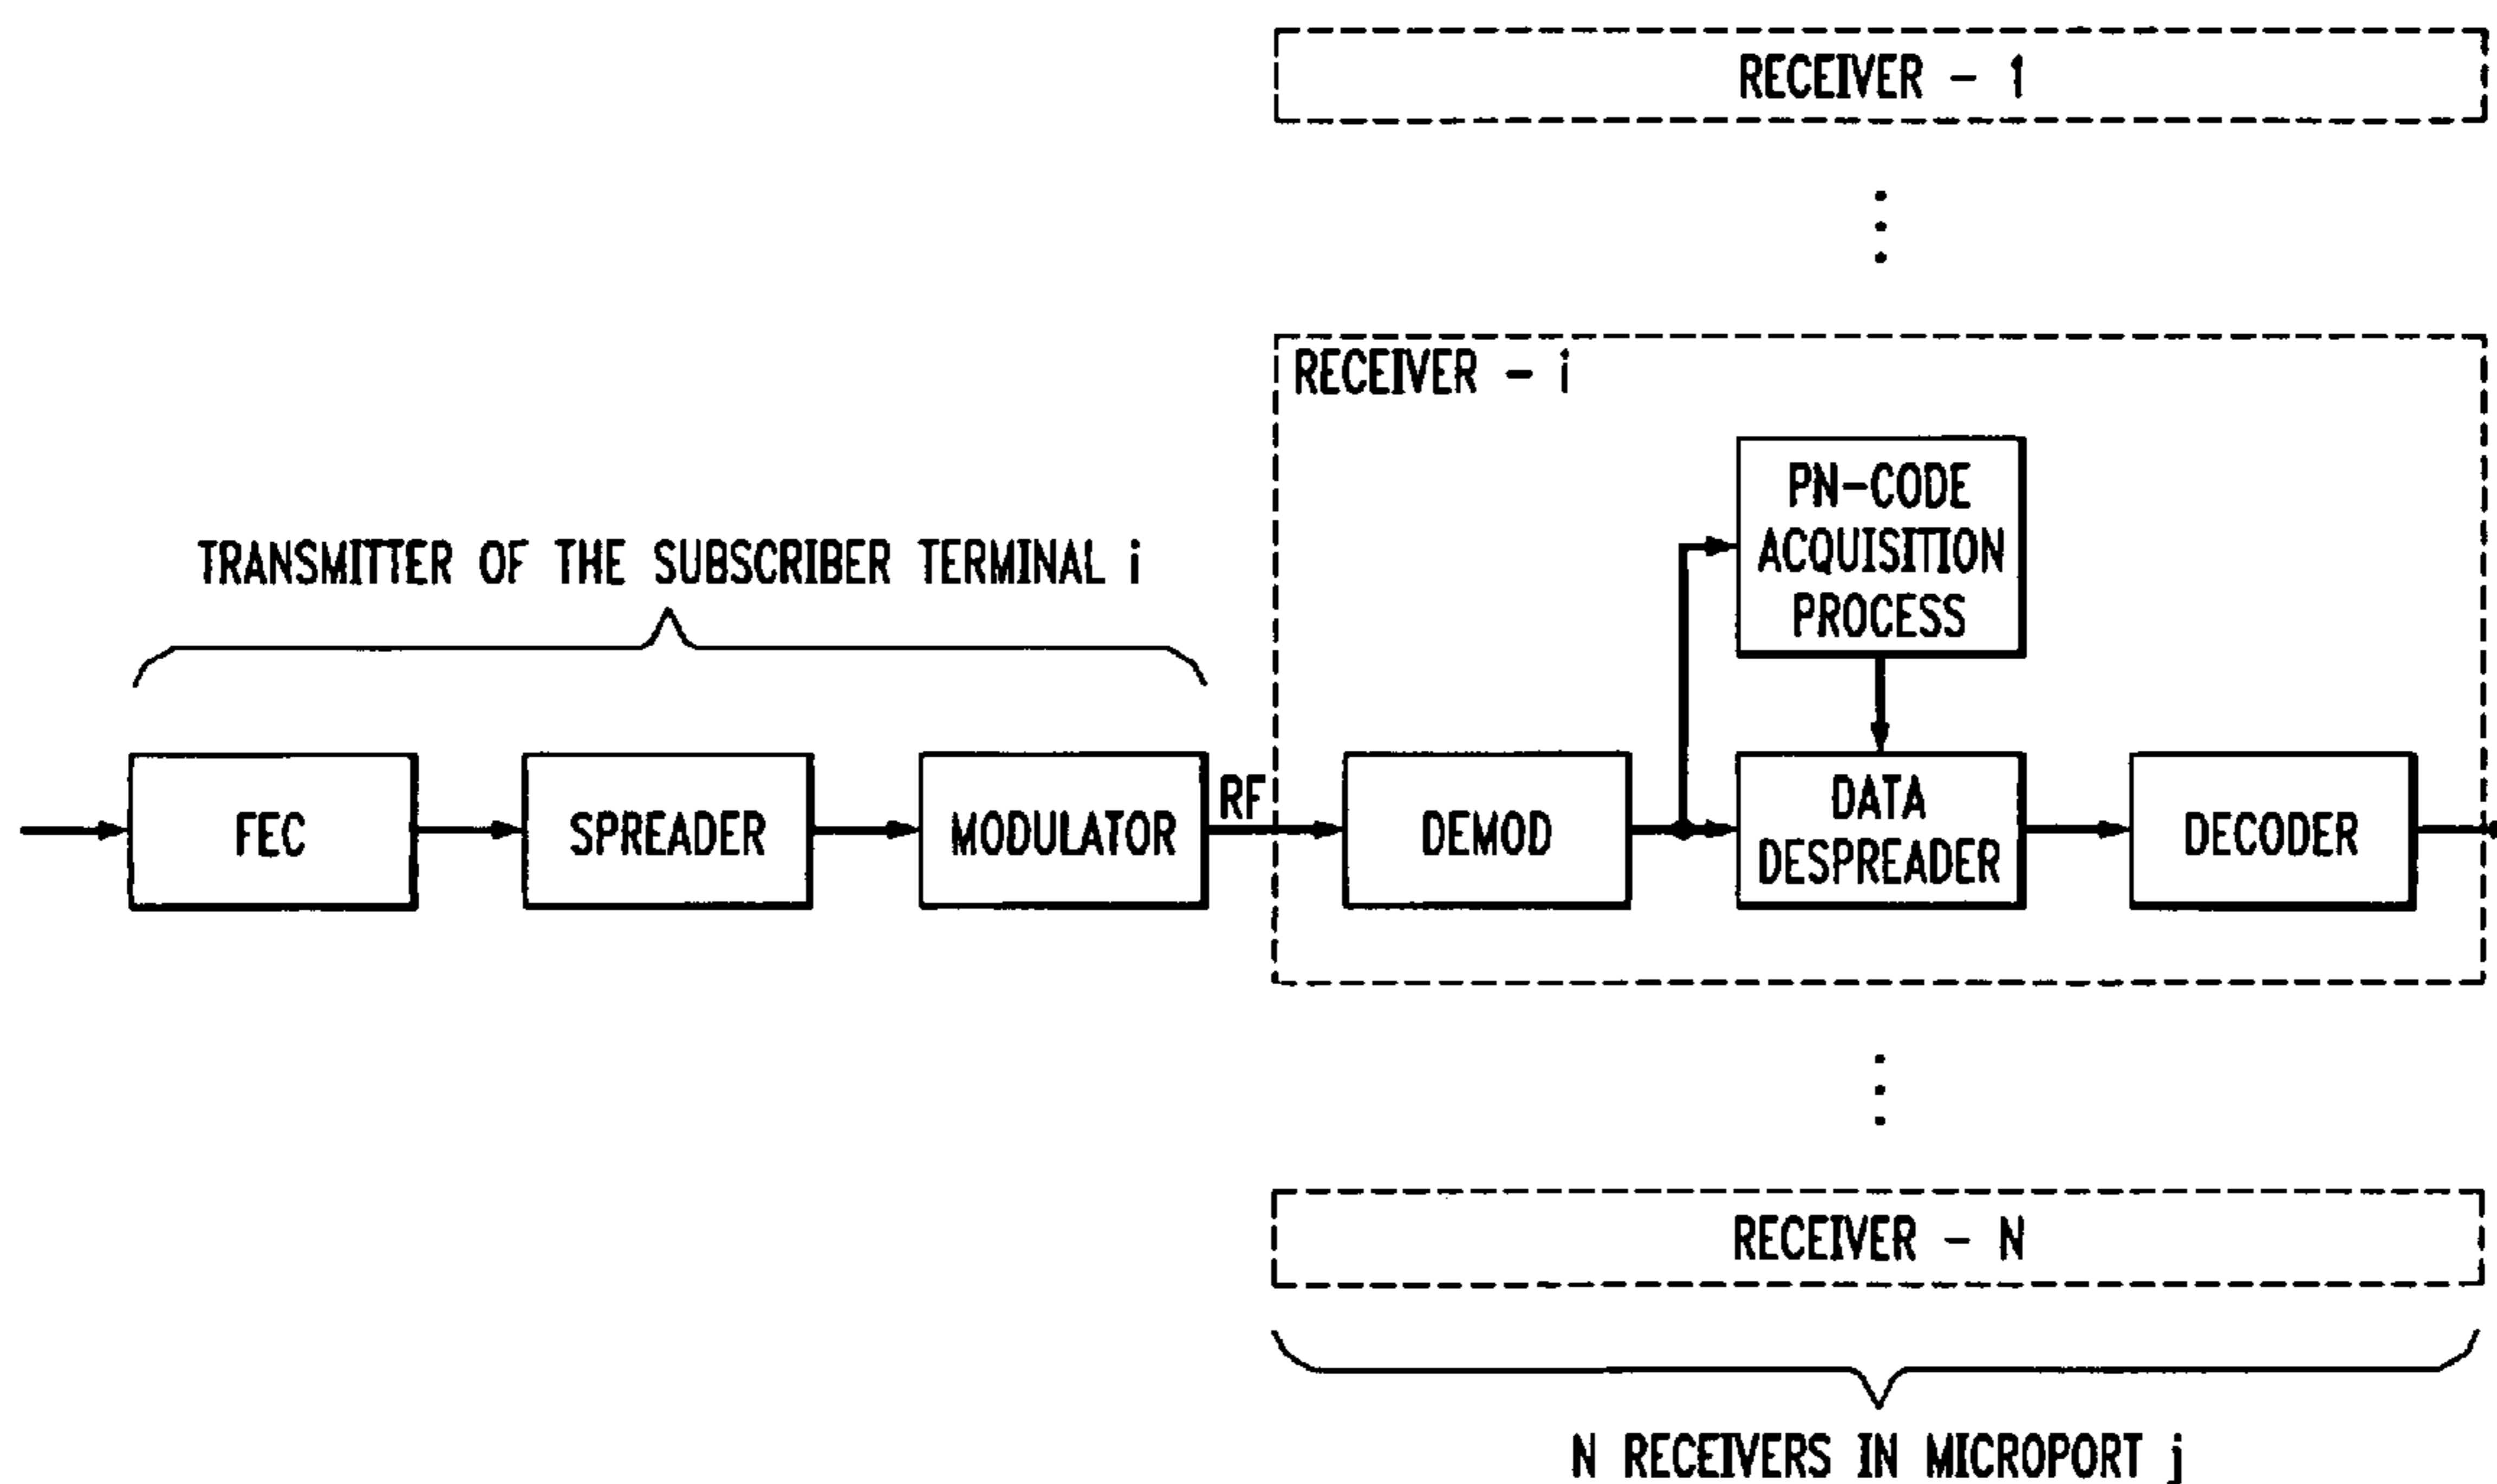 RECEIVER - 1
RECEIVER - i
PN-CODE
ACQUISITION
PROCESS
TRANSMITTER OF THE SUBSCRIBER TERMINAL i
FEC
SPREADER
MODULATOR
RF
DEMOD
DATA
DESPREADER
DECODER
RECEIVER - N
N RECEIVERS IN MICROPORT j